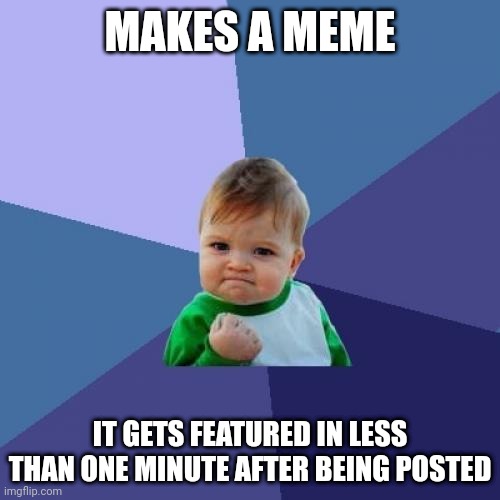 MAKES A MEME
IT GETS FEATURED IN LESS
THAN ONE MINUTE AFTER BEING POSTED
imgflip.com